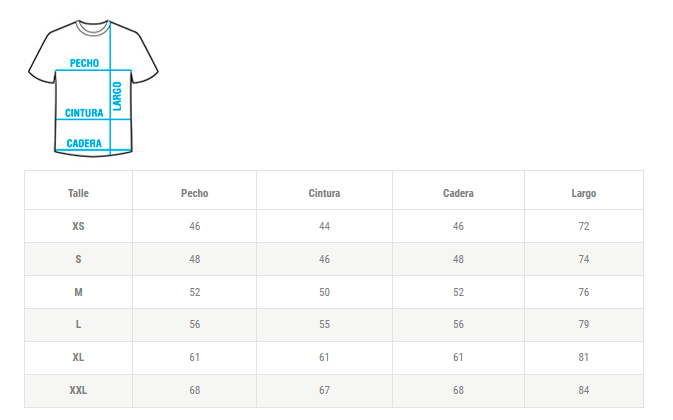 PECHO
LARGO
CINTURA
CADERA
Talle Pecho Cintura Cadera Largo
XS 46 44 46 72
S 48 46 48 74
M 52 50 52 76
L 56 55 56 79
XL 61 61 61 81
XXL 68 67 68 84